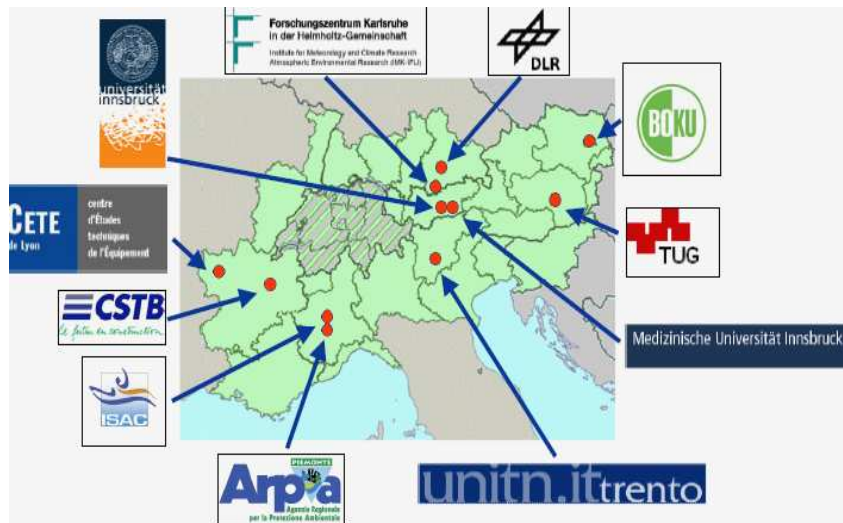 Forschungszentrum Karlsruhe
in der Helmholtz-Gemeinschaft
Institute for Meteorology and Climate Research
Atmospheric Environmental Research (IMK-IFU)
DLR
universität
innsbruck
BOKU
CETE
de Lyon
centre
d'Études
techniques
de l'Équipement
TUG
CSTB
le futur en construction
Medizinische Universität Innsbruck
ISAC
PIEMONTE
Arpa
Agenzia Regionale
per la Protezione Ambientale
unitn.it trento